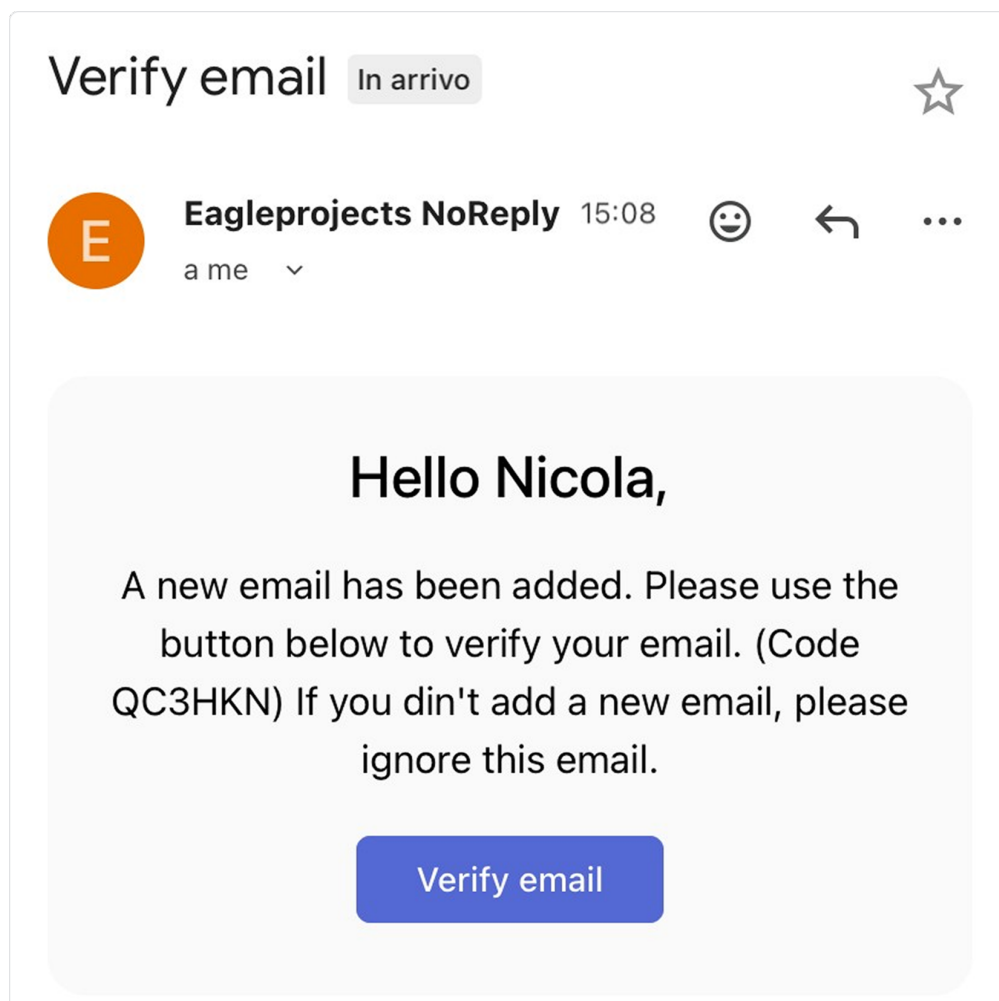 Verify email In arrivo
E
Eagleprojects NoReply 15:08
a me
Hello Nicola,
A new email has been added. Please use the
button below to verify your email. (Code
QC3HKN) If you din't add a new email, please
ignore this email.
Verify email